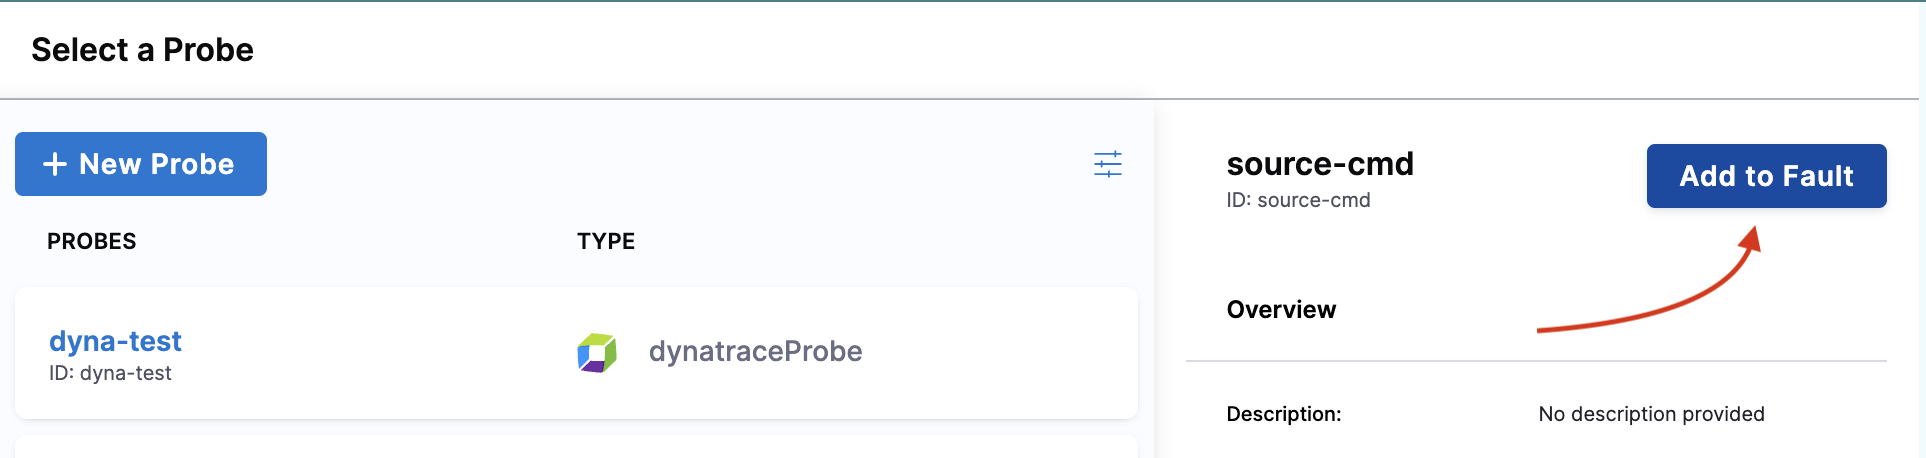 Select a Probe
+ New Probe
PROBES TYPE
dyna-test
ID: dyna-test
dynatraceProbe
source-cmd
ID: source-cmd
Add to Fault
Overview
Description: No description provided